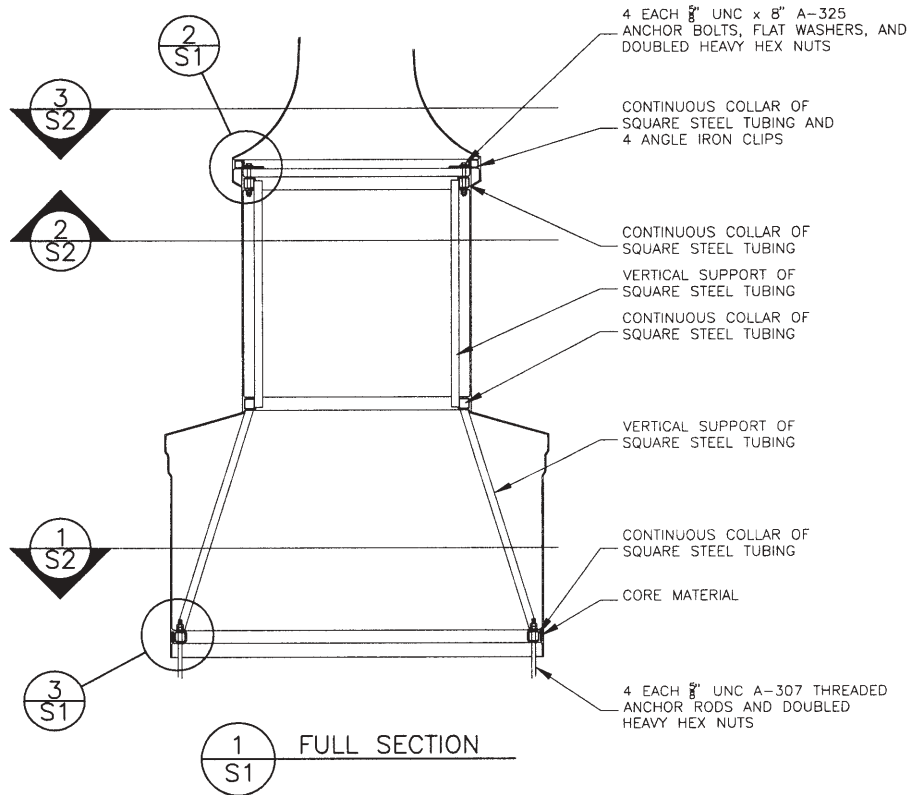 4 EACH 5/8" UNC x 8" A-325
ANCHOR BOLTS, FLAT WASHERS, AND
DOUBLED HEAVY HEX NUTS
2
S1
3
S2
CONTINUOUS COLLAR OF
SQUARE STEEL TUBING AND
4 ANGLE IRON CLIPS
2
S2
CONTINUOUS COLLAR OF
SQUARE STEEL TUBING
VERTICAL SUPPORT OF
SQUARE STEEL TUBING
CONTINUOUS COLLAR OF
SQUARE STEEL TUBING
VERTICAL SUPPORT OF
SQUARE STEEL TUBING
1
S2
CONTINUOUS COLLAR OF
SQUARE STEEL TUBING
CORE MATERIAL
3
S1
4 EACH 5/8" UNC A-307 THREADED
ANCHOR RODS AND DOUBLED
HEAVY HEX NUTS
1
S1
FULL SECTION